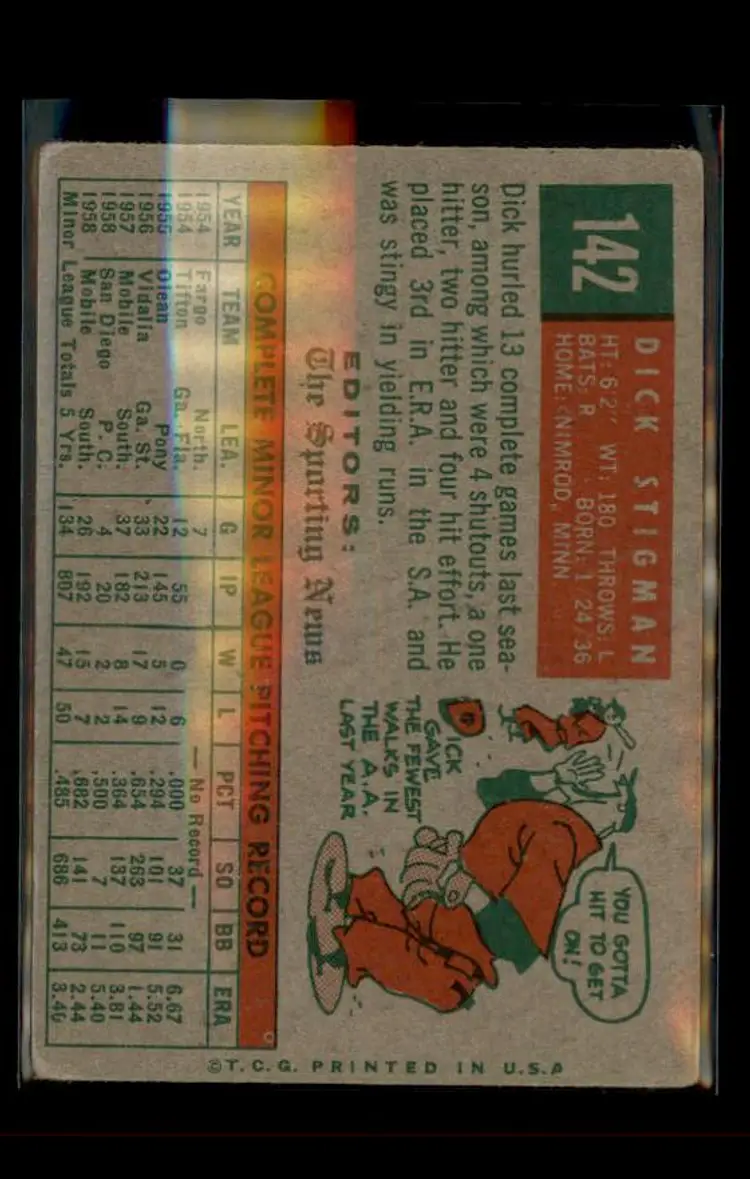 142
DICK STIGMAN
HT: 6'2" WT: 180 THROWS: L
BATS: R BORN: 1 24 36
HOME: NIMROD, MINN
Dick hurled 13 complete games last sea-
son, among which were 4 shutouts, a one
hitter, two hitter and four hit effort. He
placed 3rd in E.R.A. in the S.A. and
was stingy in yielding runs.
EDITORS:
The Sporting News
YOU GOTTA
HIT TO GET
ON!
DICK
GAVE
THE FEWEST
WALKS IN
THE A.A.
LAST YEAR
COMPLETE MINOR LEAGUE PITCHING RECORD
YEAR TEAM LEA. G IP W L PCT SO BB ERA
1954 Fargo North. 7 — No Record —
1954 Tifton Ga. Fla. 12 55 0 6 .000 37 31 6.67
1955 Olean Pony 22 145 5 12 .294 101 91 5.52
1956 Vidalia Ga. St. 33 213 17 9 .654 263 97 1.44
1957 Mobile South. 37 182 8 14 .364 137 110 3.81
1958 San Diego P. C. 4 20 2 2 .500 7 11 5.40
1958 Mobile South. 26 192 15 7 .682 141 73 2.44
Minor League Totals 5 Yrs. 134 807 47 50 .485 686 413 3.40
©T.C.G. PRINTED IN U.S.A